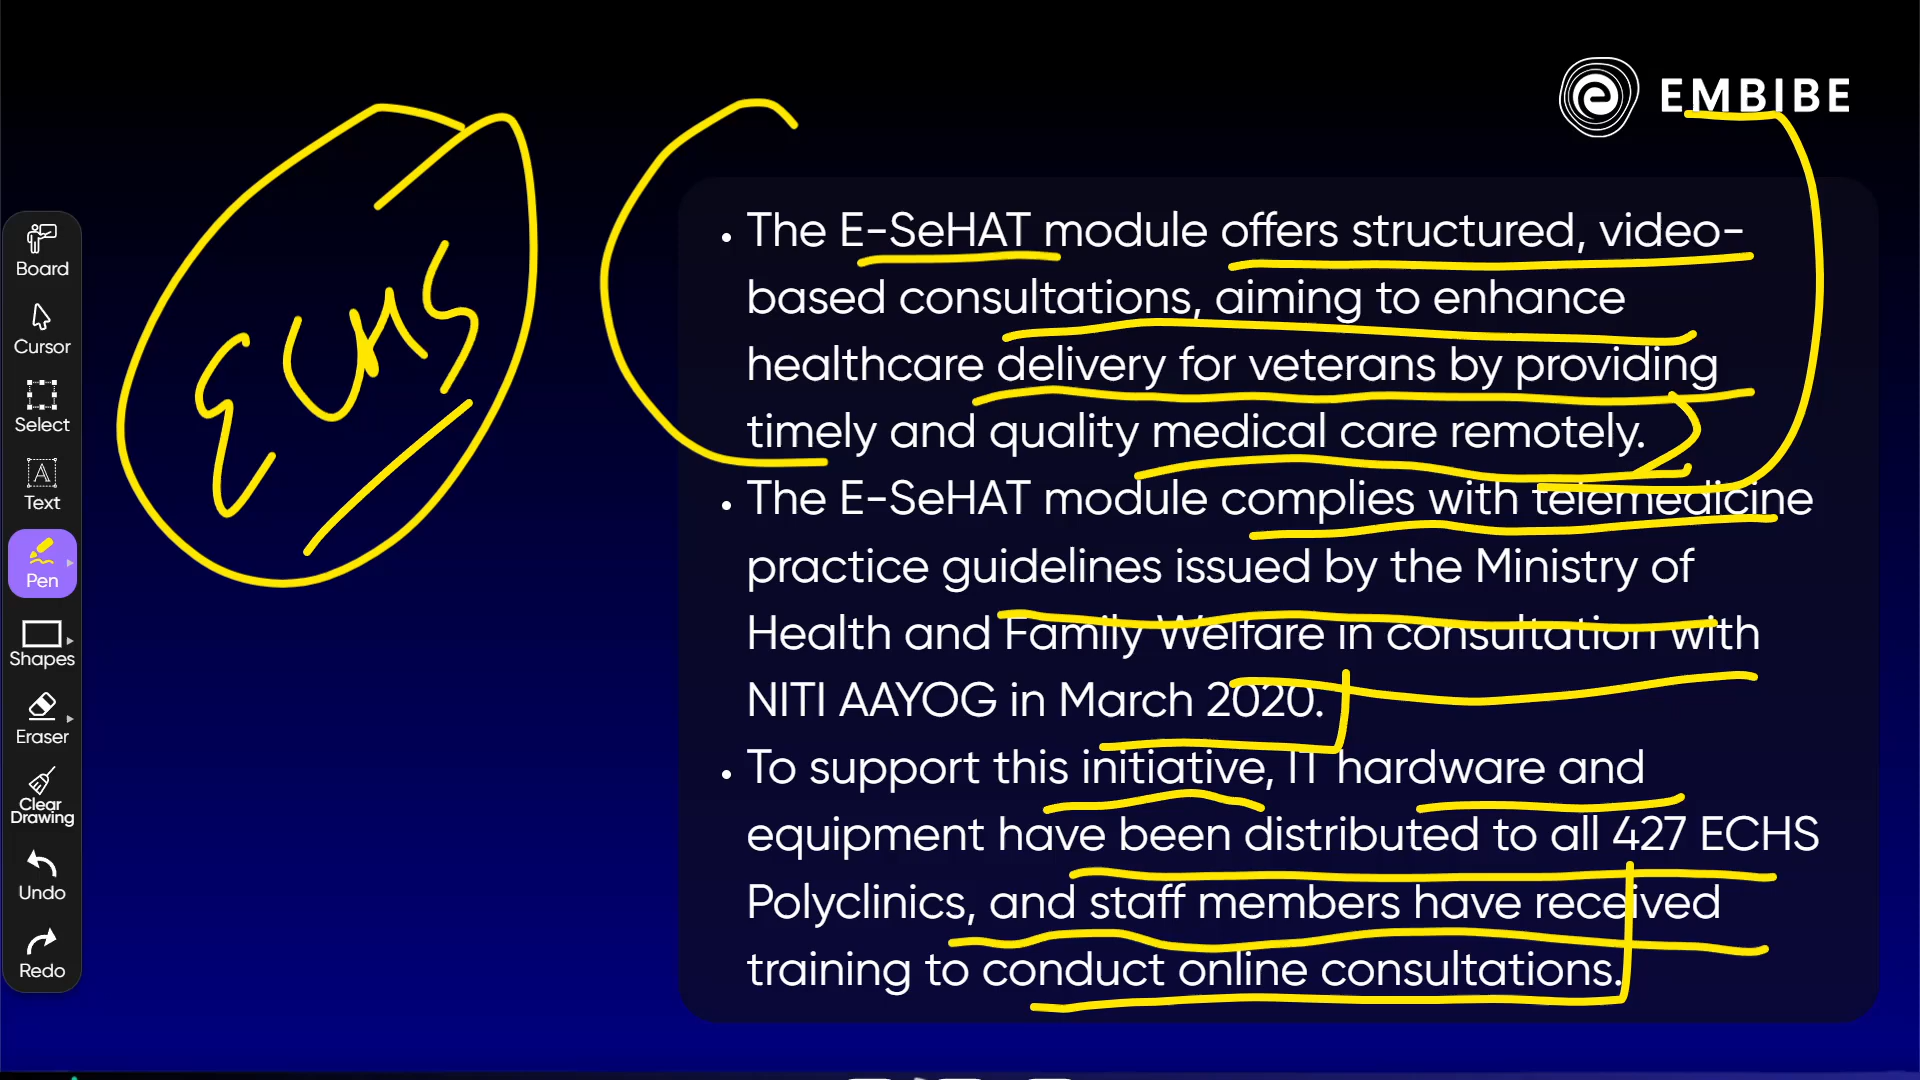 EMBIBE
ECHS
Board
Cursor
Select
Text
Pen
Shapes
Eraser
Clear
Drawing
Undo
Redo
• The E-SeHAT module offers structured, video-
based consultations, aiming to enhance
healthcare delivery for veterans by providing
timely and quality medical care remotely.
• The E-SeHAT module complies with telemedicine
practice guidelines issued by the Ministry of
Health and Family Welfare in consultation with
NITI AAYOG in March 2020.
• To support this initiative, IT hardware and
equipment have been distributed to all 427 ECHS
Polyclinics, and staff members have received
training to conduct online consultations.